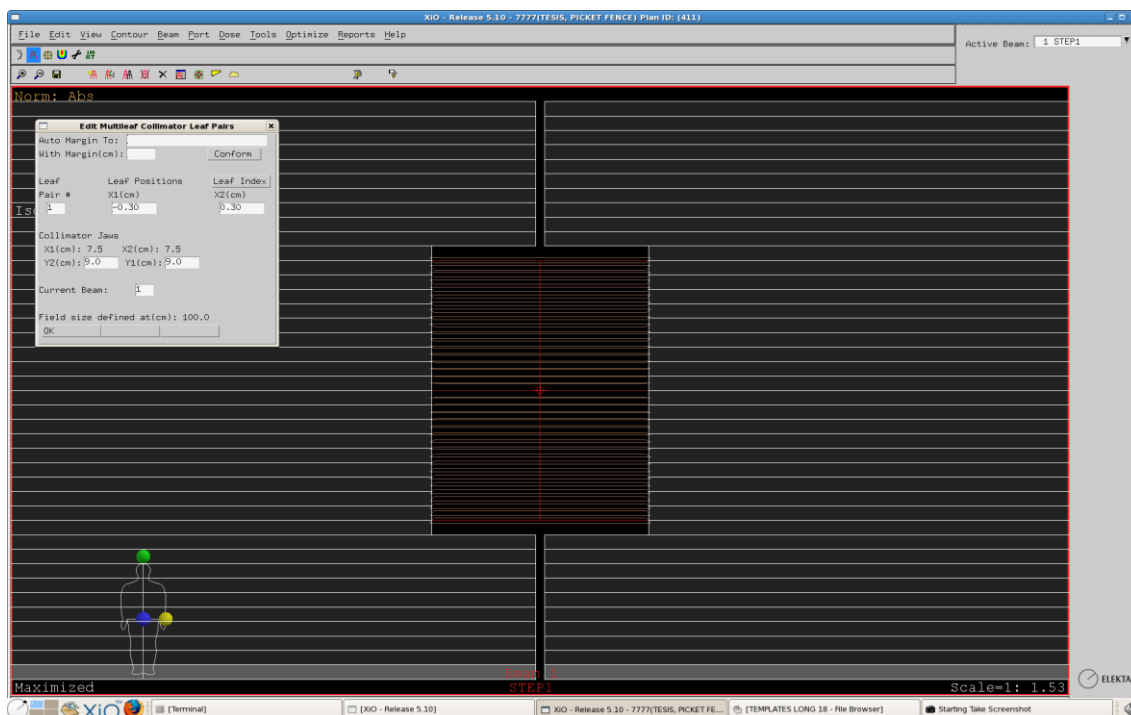 XiO - Release 5.10 - 7777(TESIS, PICKET FENCE) Plan ID: (411)
File Edit View Contour Beam Port Dose Tools Optimize Reports Help
Active Beam: 1 STEP1
Norm: Abs
Edit Multileaf Collimator Leaf Pairs
Auto Margin To:
With Margin(cm): Conform
Leaf Leaf Positions Leaf Index
Pair # X1(cm) X2(cm)
1 -0.30 0.30
Iso
Collimator Jaws
X1(cm): 7.5 X2(cm): 7.5
Y2(cm): 9.0 Y1(cm): 9.0
Current Beam: 1
Field size defined at(cm): 100.0
OK
Maximized
STEP1
Scale=1: 1.53
ELEKTA
XiO
[Terminal]
[XiO - Release 5.10]
XiO - Release 5.10 - 7777(TESIS, PICKET FE...
[TEMPLATES LONG 18 - File Browser]
Starting Take Screenshot